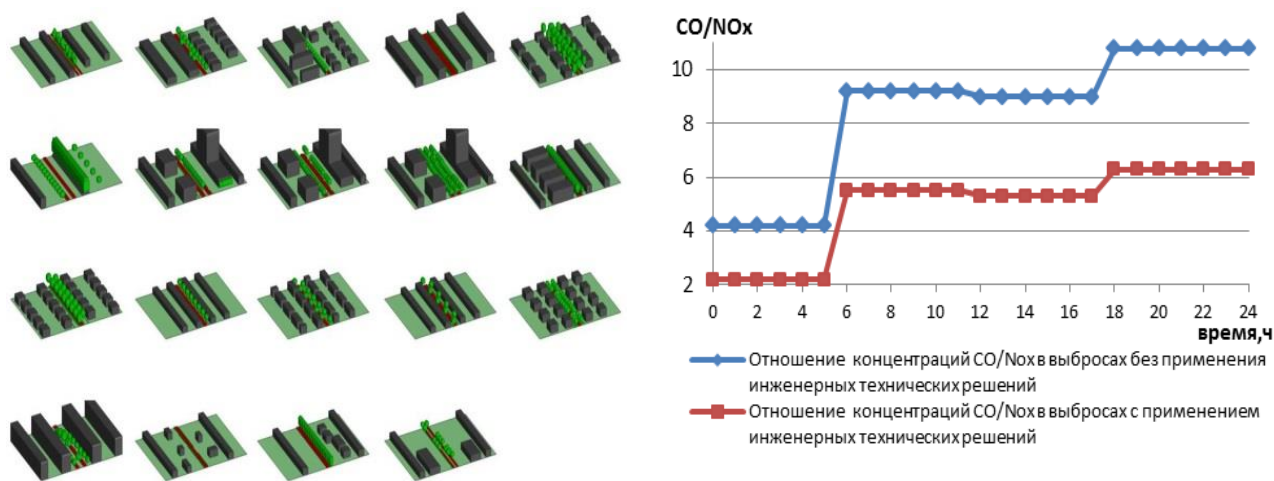 CO/NOx
10
8
6
4
2
0 2 4 6 8 10 12 14 16 18 20 22 24
время,ч
Отношение концентраций CO/Nox в выбросах без применения
инженерных технических решений
Отношение концентраций CO/Nox в выбросах с применением
инженерных технических решений